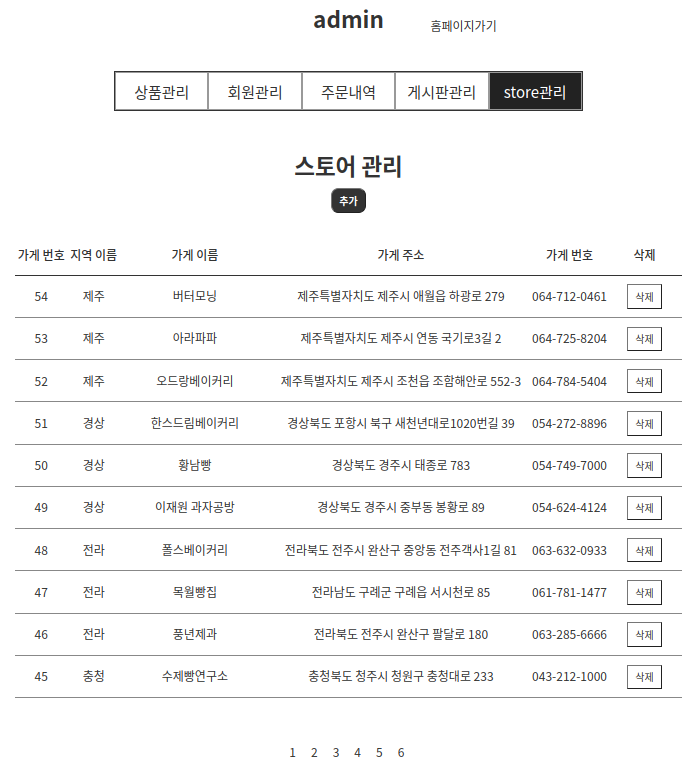 admin 홈페이지가기
상품관리 회원관리 주문내역 게시판관리 store관리
스토어 관리
추가
가게 번호 지역 이름 가게 이름 가게 주소 가게 번호 삭제
54 제주 버터모닝 제주특별자치도 제주시 애월읍 하광로 279 064-712-0461 삭제
53 제주 아라파파 제주특별자치도 제주시 연동 국기로3길 2 064-725-8204 삭제
52 제주 오드랑베이커리 제주특별자치도 제주시 조천읍 조함해안로 552-3 064-784-5404 삭제
51 경상 한스드림베이커리 경상북도 포항시 북구 새천년대로1020번길 39 054-272-8896 삭제
50 경상 황남빵 경상북도 경주시 태종로 783 054-749-7000 삭제
49 경상 이재원 과자공방 경상북도 경주시 중부동 봉황로 89 054-624-4124 삭제
48 전라 폴스베이커리 전라북도 전주시 완산구 중앙동 전주객사1길 81 063-632-0933 삭제
47 전라 목월빵집 전라남도 구례군 구례읍 서시천로 85 061-781-1477 삭제
46 전라 풍년제과 전라북도 전주시 완산구 팔달로 180 063-285-6666 삭제
45 충청 수제빵연구소 충청북도 청주시 청원구 충청대로 233 043-212-1000 삭제
1 2 3 4 5 6